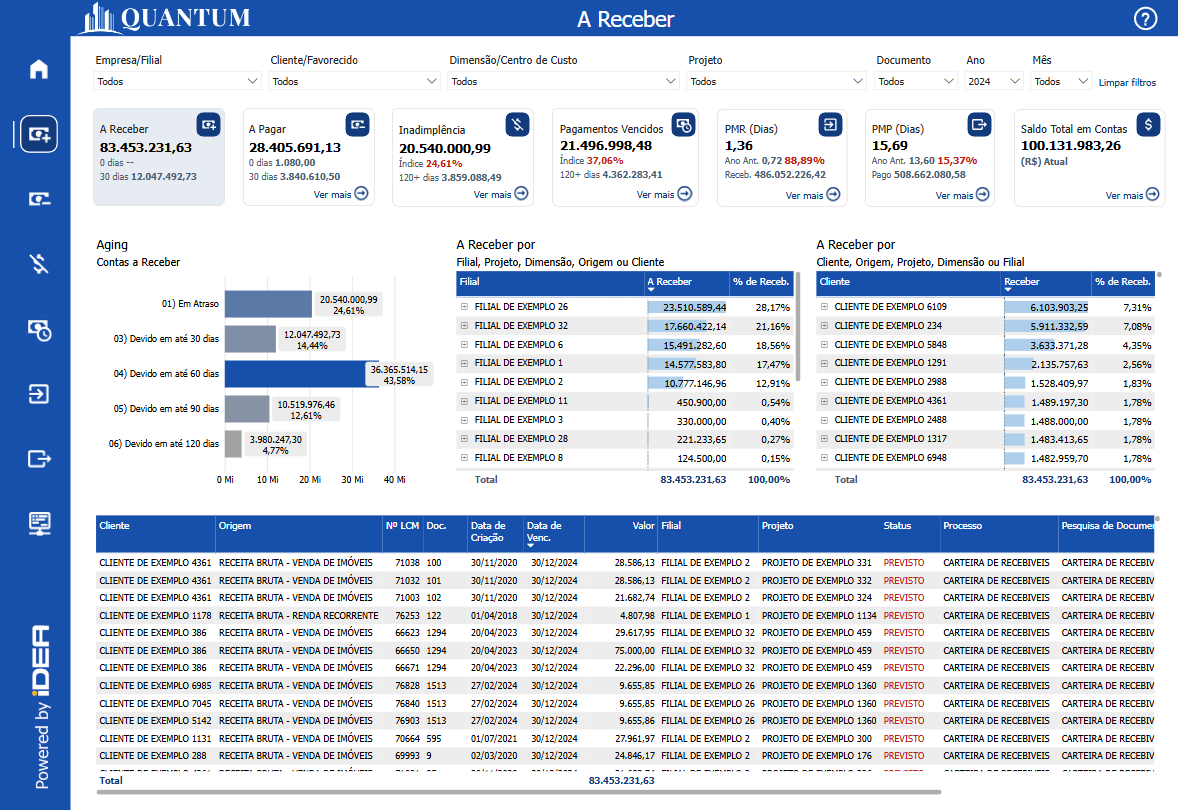 QUANTUM
A Receber
Empresa/Filial Cliente/Favorecido Dimensão/Centro de Custo Projeto Documento Ano Mês
Todos Todos Todos Todos Todos 2024 Todos Limpar filtros
A Receber
83.453.231,63
0 dias --
30 dias 12.047.492,73
A Pagar
28.405.691,13
0 dias 1.080,00
30 dias 3.840.610,50
Ver mais
Inadimplência
20.540.000,99
Índice 24,61%
120+ dias 3.859.088,49
Ver mais
Pagamentos Vencidos
21.496.998,48
Índice 37,06%
120+ dias 4.362.283,41
Ver mais
PMR (Dias)
1,36
Ano Ant. 0,72 88,89%
Receb. 486.052.226,42
Ver mais
PMP (Dias)
15,69
Ano Ant. 13,60 15,37%
Pago 508.662.080,58
Ver mais
Saldo Total em Contas
100.131.983,26
(R$) Atual
Ver mais
Aging
Contas a Receber
01) Em Atraso 20.540.000,99
24,61%
03) Devido em até 30 dias 12.047.492,73
14,44%
04) Devido em até 60 dias 36.365.514,15
43,58%
05) Devido em até 90 dias 10.519.976,46
12,61%
06) Devido em até 120 dias 3.980.247,30
4,77%
0 Mi 10 Mi 20 Mi 30 Mi 40 Mi
A Receber por
Filial, Projeto, Dimensão, Origem ou Cliente
Filial A Receber % de Receb.
FILIAL DE EXEMPLO 26 23.510.589,44 28,17%
FILIAL DE EXEMPLO 32 17.660.422,14 21,16%
FILIAL DE EXEMPLO 6 15.491.282,60 18,56%
FILIAL DE EXEMPLO 1 14.577.583,80 17,47%
FILIAL DE EXEMPLO 2 10.777.146,96 12,91%
FILIAL DE EXEMPLO 11 450.900,00 0,54%
FILIAL DE EXEMPLO 3 330.000,00 0,40%
FILIAL DE EXEMPLO 28 221.233,65 0,27%
FILIAL DE EXEMPLO 8 124.500,00 0,15%
Total 83.453.231,63 100,00%
A Receber por
Cliente, Origem, Projeto, Dimensão ou Filial
Cliente Receber % de Receb.
CLIENTE DE EXEMPLO 6109 6.103.903,25 7,31%
CLIENTE DE EXEMPLO 234 5.911.332,59 7,08%
CLIENTE DE EXEMPLO 5848 3.633.371,28 4,35%
CLIENTE DE EXEMPLO 1291 2.135.757,63 2,56%
CLIENTE DE EXEMPLO 2988 1.528.409,97 1,83%
CLIENTE DE EXEMPLO 4361 1.489.197,30 1,78%
CLIENTE DE EXEMPLO 2488 1.488.000,00 1,78%
CLIENTE DE EXEMPLO 1317 1.483.413,65 1,78%
CLIENTE DE EXEMPLO 6948 1.482.959,70 1,78%
Total 83.453.231,63 100,00%
Cliente Origem Nº LCM Doc. Data de Criação Data de Venc. Valor Filial Projeto Status Processo Pesquisa de Documen
CLIENTE DE EXEMPLO 4361 RECEITA BRUTA - VENDA DE IMÓVEIS 71038 100 30/11/2020 30/12/2024 28.586,13 FILIAL DE EXEMPLO 2 PROJETO DE EXEMPLO 331 PREVISTO CARTEIRA DE RECEBIVEIS CARTEIRA DE RECEBIV
CLIENTE DE EXEMPLO 4361 RECEITA BRUTA - VENDA DE IMÓVEIS 71032 101 30/11/2020 30/12/2024 28.586,13 FILIAL DE EXEMPLO 2 PROJETO DE EXEMPLO 332 PREVISTO CARTEIRA DE RECEBIVEIS CARTEIRA DE RECEBIV
CLIENTE DE EXEMPLO 4361 RECEITA BRUTA - VENDA DE IMÓVEIS 71003 102 30/11/2020 30/12/2024 21.682,74 FILIAL DE EXEMPLO 2 PROJETO DE EXEMPLO 324 PREVISTO CARTEIRA DE RECEBIVEIS CARTEIRA DE RECEBIV
CLIENTE DE EXEMPLO 1178 RECEITA BRUTA - RENDA RECORRENTE 76253 122 01/04/2018 30/12/2024 4.807,98 FILIAL DE EXEMPLO 1 PROJETO DE EXEMPLO 1134 PREVISTO CARTEIRA DE RECEBIVEIS CARTEIRA DE RECEBIV
CLIENTE DE EXEMPLO 386 RECEITA BRUTA - VENDA DE IMÓVEIS 66623 1294 20/04/2023 30/12/2024 29.617,95 FILIAL DE EXEMPLO 32 PROJETO DE EXEMPLO 459 PREVISTO CARTEIRA DE RECEBIVEIS CARTEIRA DE RECEBIV
CLIENTE DE EXEMPLO 386 RECEITA BRUTA - VENDA DE IMÓVEIS 66650 1294 20/04/2023 30/12/2024 75.000,00 FILIAL DE EXEMPLO 32 PROJETO DE EXEMPLO 459 PREVISTO CARTEIRA DE RECEBIVEIS CARTEIRA DE RECEBIV
CLIENTE DE EXEMPLO 386 RECEITA BRUTA - VENDA DE IMÓVEIS 66671 1294 20/04/2023 30/12/2024 22.296,00 FILIAL DE EXEMPLO 32 PROJETO DE EXEMPLO 459 PREVISTO CARTEIRA DE RECEBIVEIS CARTEIRA DE RECEBIV
CLIENTE DE EXEMPLO 6985 RECEITA BRUTA - VENDA DE IMÓVEIS 76828 1513 27/02/2024 30/12/2024 9.655,85 FILIAL DE EXEMPLO 26 PROJETO DE EXEMPLO 1360 PREVISTO CARTEIRA DE RECEBIVEIS CARTEIRA DE RECEBIV
CLIENTE DE EXEMPLO 7045 RECEITA BRUTA - VENDA DE IMÓVEIS 76840 1513 27/02/2024 30/12/2024 9.655,85 FILIAL DE EXEMPLO 26 PROJETO DE EXEMPLO 1360 PREVISTO CARTEIRA DE RECEBIVEIS CARTEIRA DE RECEBIV
CLIENTE DE EXEMPLO 5142 RECEITA BRUTA - VENDA DE IMÓVEIS 76903 1513 27/02/2024 30/12/2024 9.655,86 FILIAL DE EXEMPLO 26 PROJETO DE EXEMPLO 1360 PREVISTO CARTEIRA DE RECEBIVEIS CARTEIRA DE RECEBIV
CLIENTE DE EXEMPLO 1131 RECEITA BRUTA - VENDA DE IMÓVEIS 70664 595 01/07/2021 30/12/2024 27.961,97 FILIAL DE EXEMPLO 2 PROJETO DE EXEMPLO 300 PREVISTO CARTEIRA DE RECEBIVEIS CARTEIRA DE RECEBIV
CLIENTE DE EXEMPLO 288 RECEITA BRUTA - VENDA DE IMÓVEIS 69993 9 02/03/2020 30/12/2024 24.846,17 FILIAL DE EXEMPLO 2 PROJETO DE EXEMPLO 176 PREVISTO CARTEIRA DE RECEBIVEIS CARTEIRA DE RECEBIV
Total 83.453.231,63
Powered by iDEA